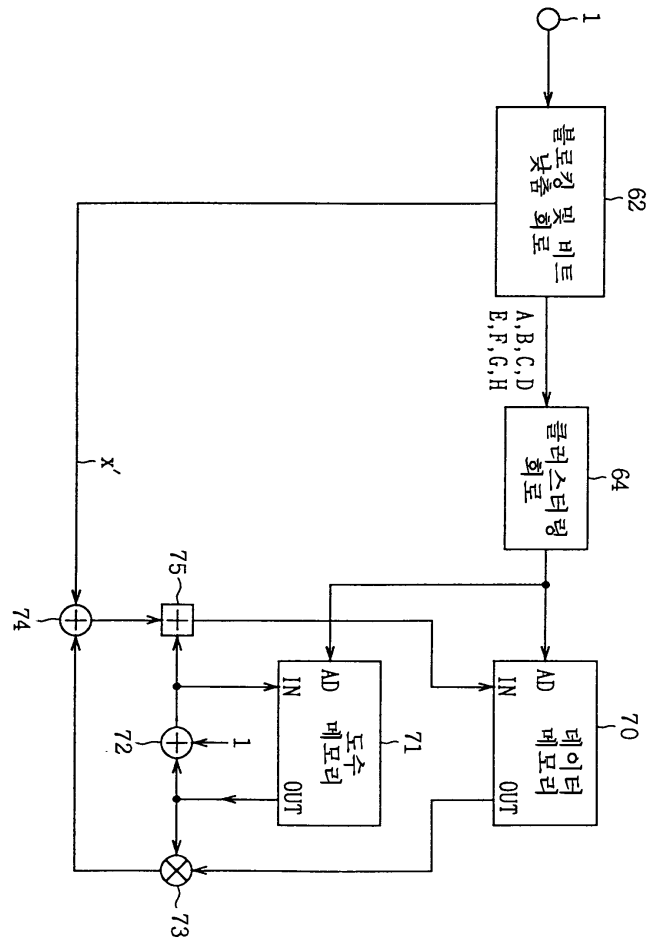 1
62
블로킹 및 비트
낮춤 회로
A,B,C,D
E,F,G,H
64
클러스터링
회로
70
AD
데이터
메모리
IN
OUT
71
AD
도수
메모리
IN
OUT
1
75
72
73
x′
74